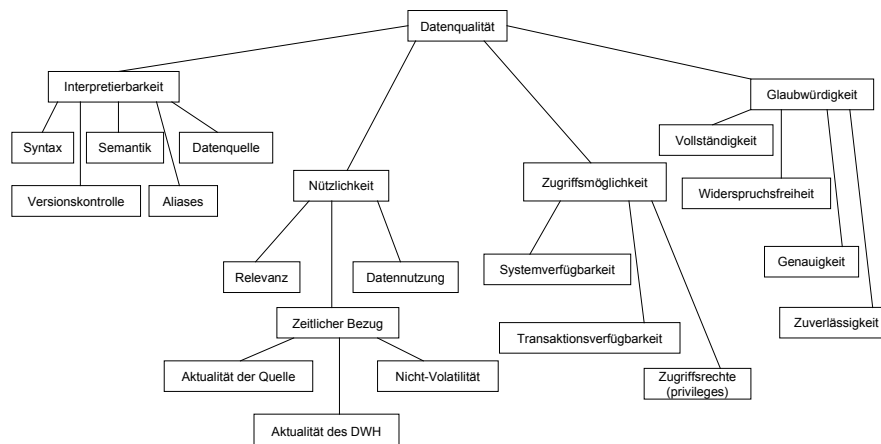 Datenqualität
Interpretierbarkeit
Glaubwürdigkeit
Syntax
Semantik
Datenquelle
Vollständigkeit
Versionskontrolle
Aliases
Nützlichkeit
Zugriffsmöglichkeit
Widerspruchsfreiheit
Relevanz
Datennutzung
Systemverfügbarkeit
Genauigkeit
Zeitlicher Bezug
Transaktionsverfügbarkeit
Zuverlässigkeit
Aktualität der Quelle
Nicht-Volatilität
Zugriffsrechte
(privileges)
Aktualität des DWH